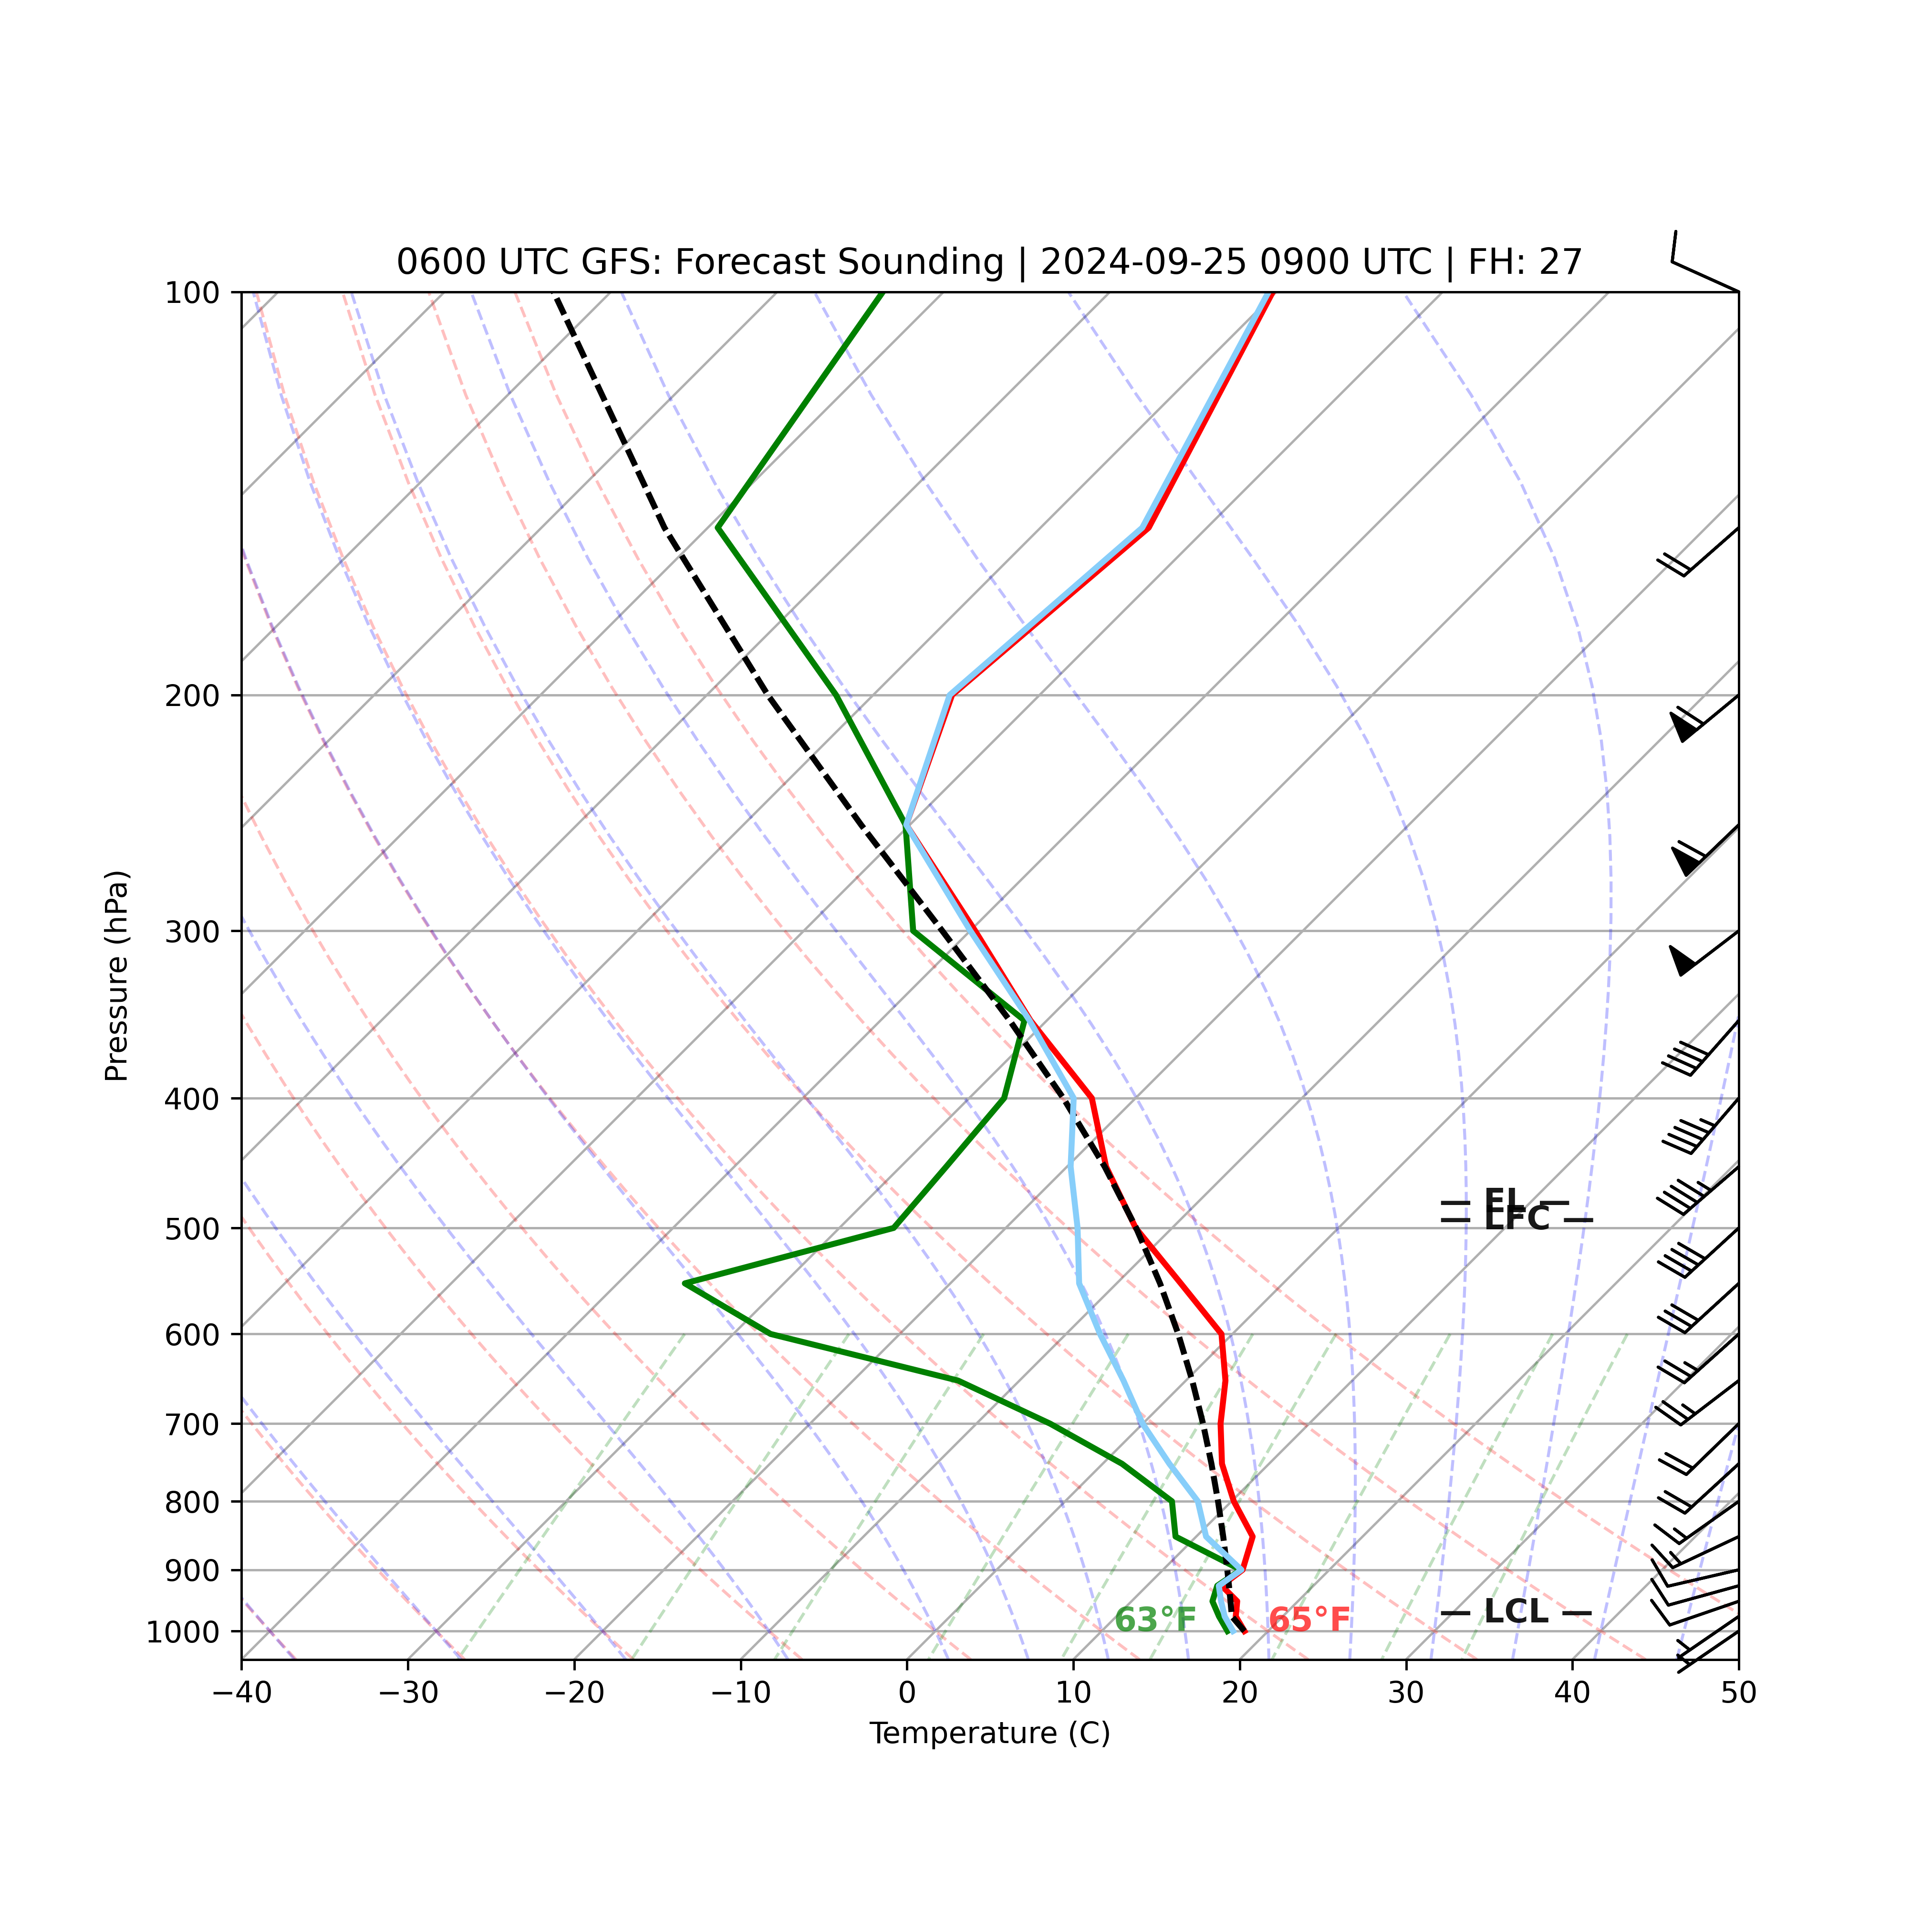 0600 UTC GFS: Forecast Sounding | 2024-09-25 0900 UTC | FH: 27
100
200
300
400
500
600
700
800
900
1000
Pressure (hPa)
— EL —
— LFC —
— LCL —
63°F
65°F
−40 −30 −20 −10 0 10 20 30 40 50
Temperature (C)